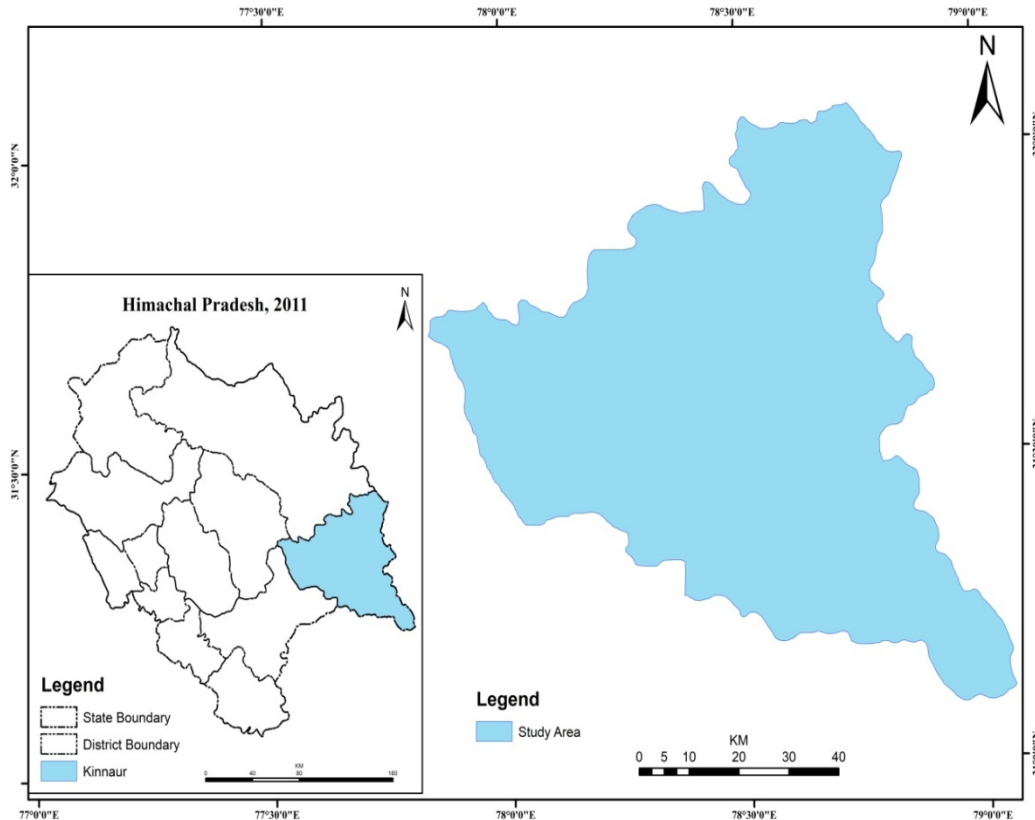 77°30'0"E
78°0'0"E
78°30'0"E
79°0'0"E
N
32°0'0"N
Himachal Pradesh, 2011
N
31°30'0"N
Legend
State Boundary
District Boundary
Kinnaur
KM
0 40 80 160
Legend
Study Area
KM
0 5 10 20 30 40
77°0'0"E
77°30'0"E
78°0'0"E
78°30'0"E
79°0'0"E